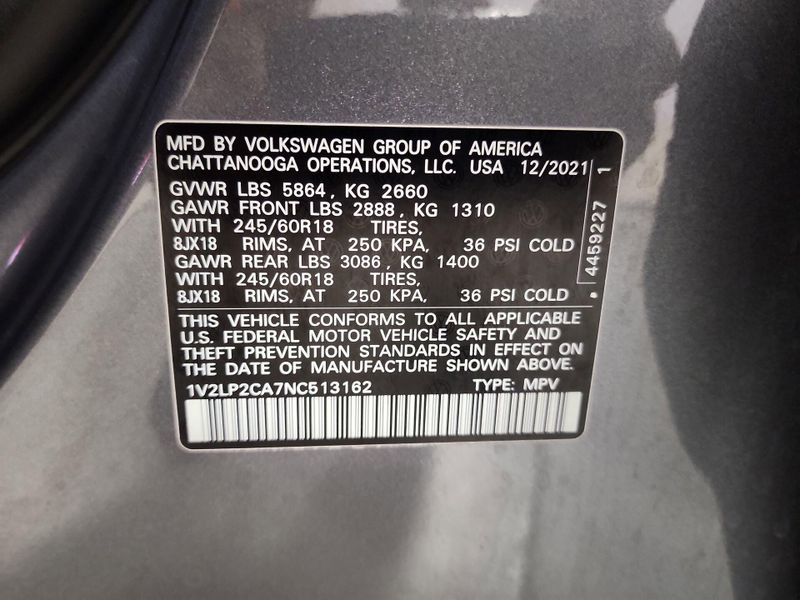 MFD BY VOLKSWAGEN GROUP OF AMERICA
CHATTANOOGA OPERATIONS, LLC. USA 12/2021
GVWR LBS 5864, KG 2660
GAWR FRONT LBS 2888, KG 1310
WITH 245/60R18 TIRES,
8JX18 RIMS, AT 250 KPA, 36 PSI COLD
GAWR REAR LBS 3086, KG 1400
WITH 245/60R18 TIRES,
8JX18 RIMS, AT 250 KPA, 36 PSI COLD
THIS VEHICLE CONFORMS TO ALL APPLICABLE
U.S. FEDERAL MOTOR VEHICLE SAFETY AND
THEFT PREVENTION STANDARDS IN EFFECT ON
THE DATE OF MANUFACTURE SHOWN ABOVE.
1V2LP2CA7NC513162 TYPE: MPV
4459227 1